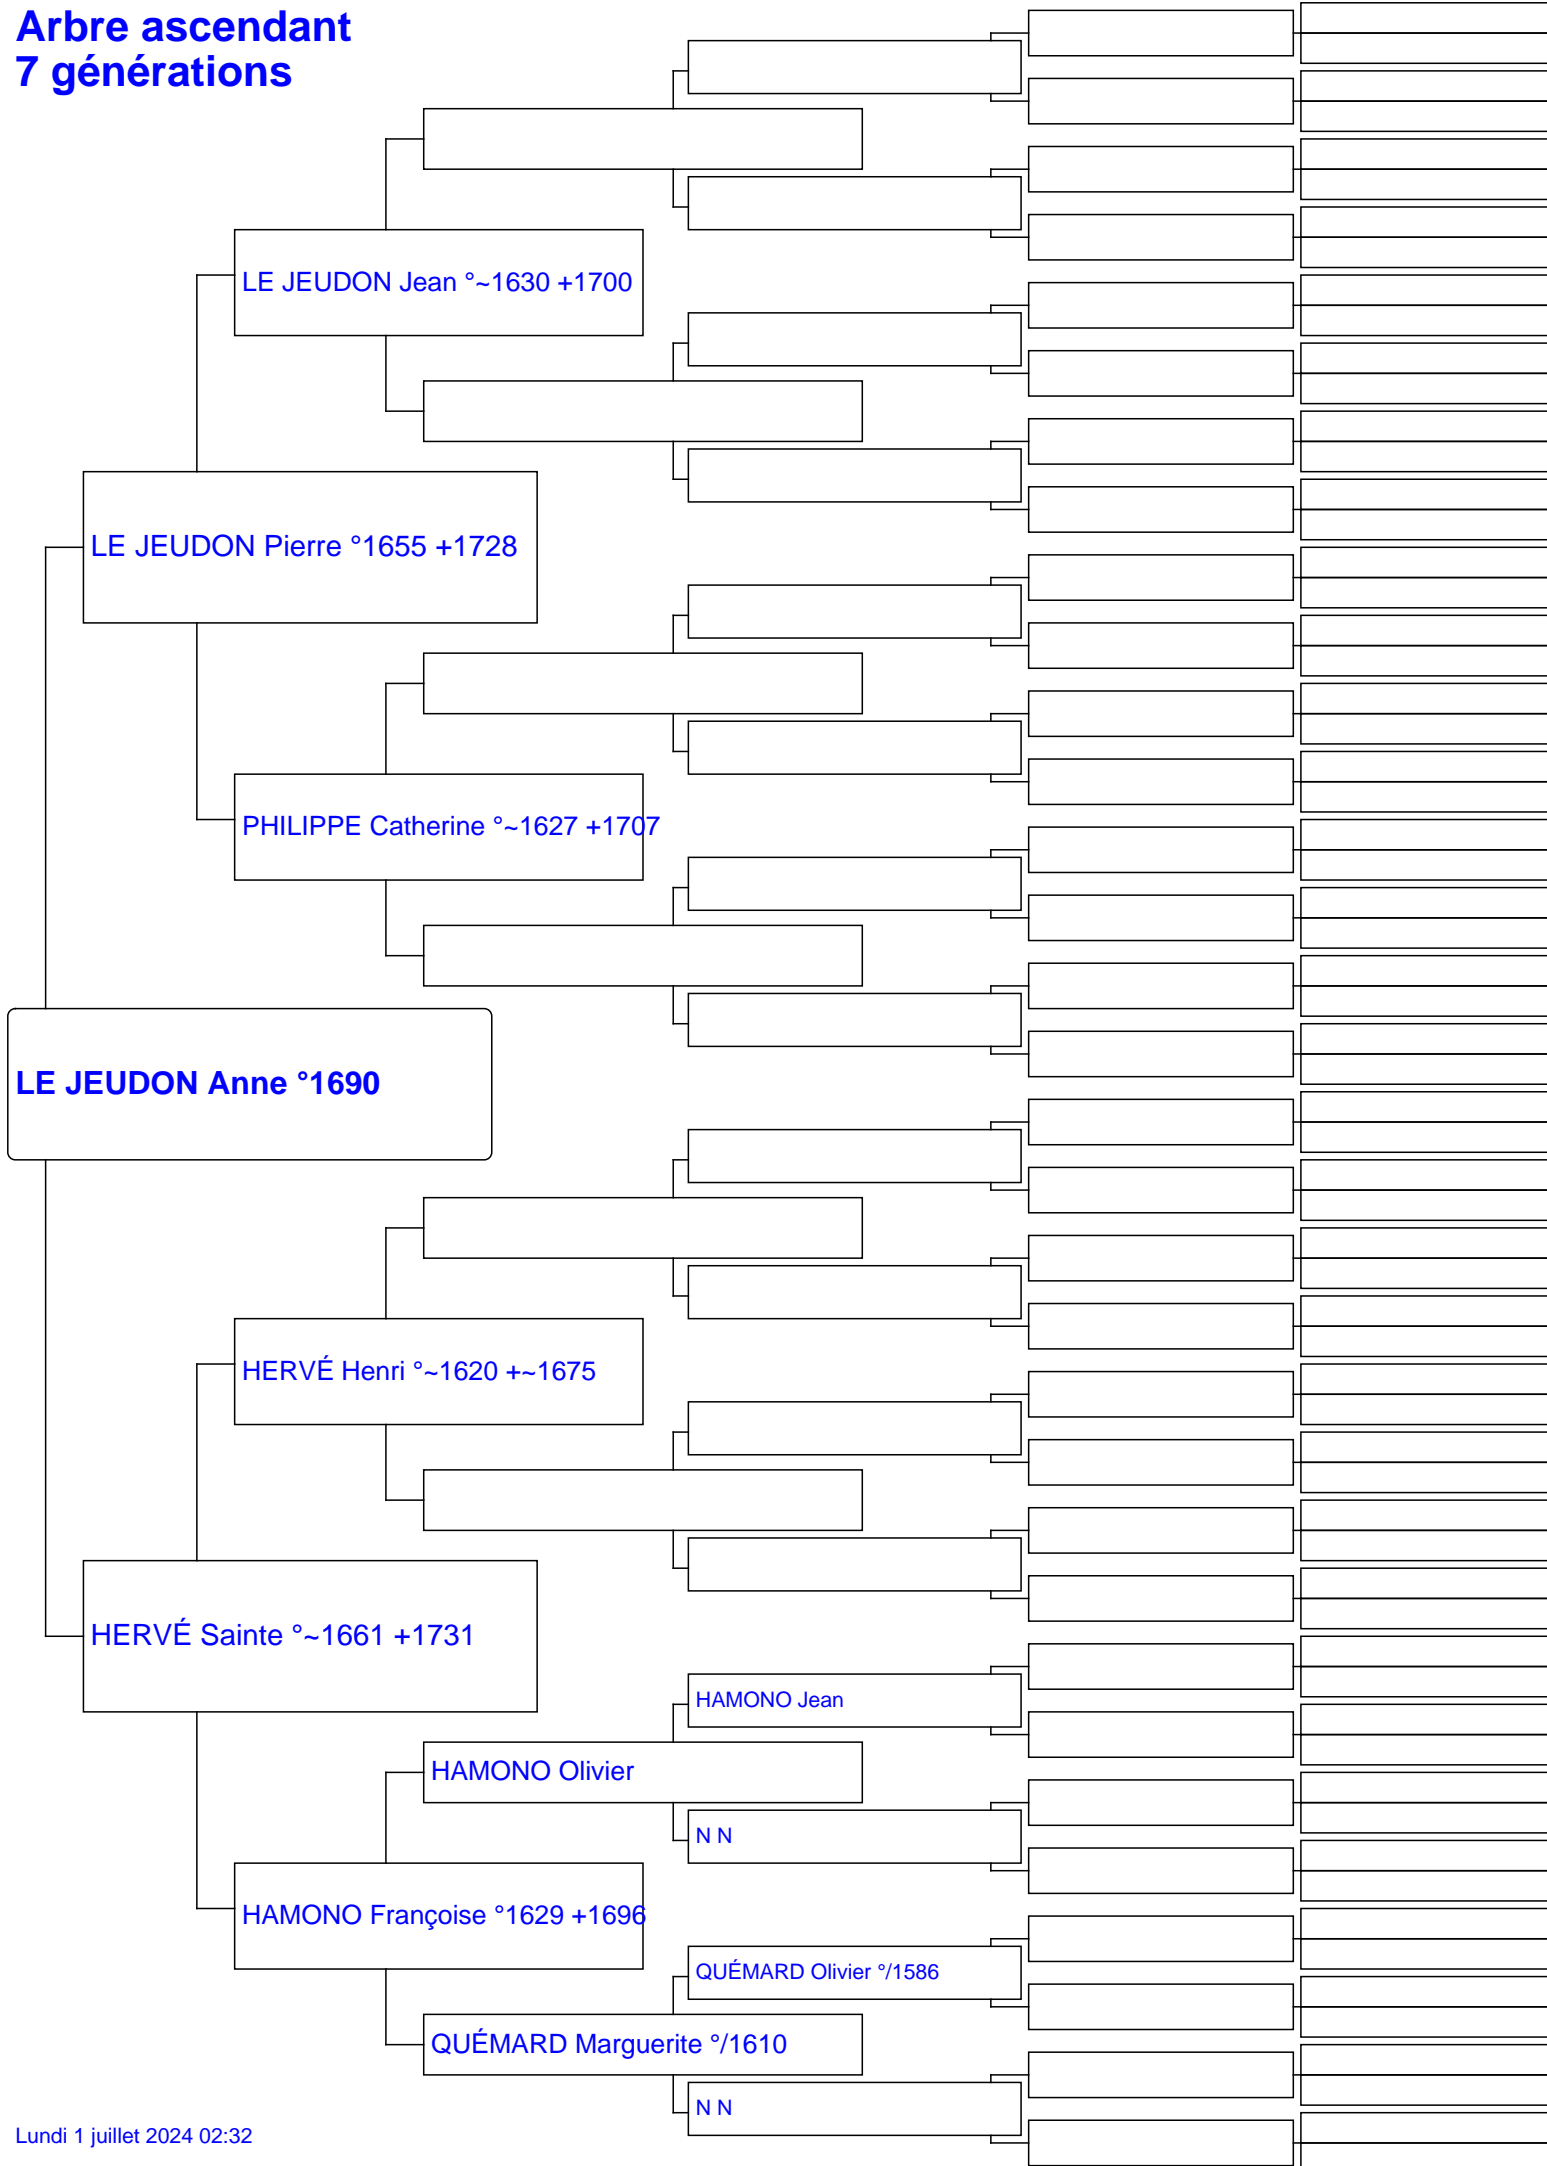 Arbre ascendant
7 générations
LE JEUDON Jean °~1630 +1700
LE JEUDON Pierre °1655 +1728
PHILIPPE Catherine °~1627 +1707
LE JEUDON Anne °1690
HERVÉ Henri °~1620 +~1675
HERVÉ Sainte °~1661 +1731
HAMONO Jean
HAMONO Olivier
N N
HAMONO Françoise °1629 +1696
QUÉMARD Olivier °/1586
QUÉMARD Marguerite °/1610
N N
Lundi 1 juillet 2024 02:32